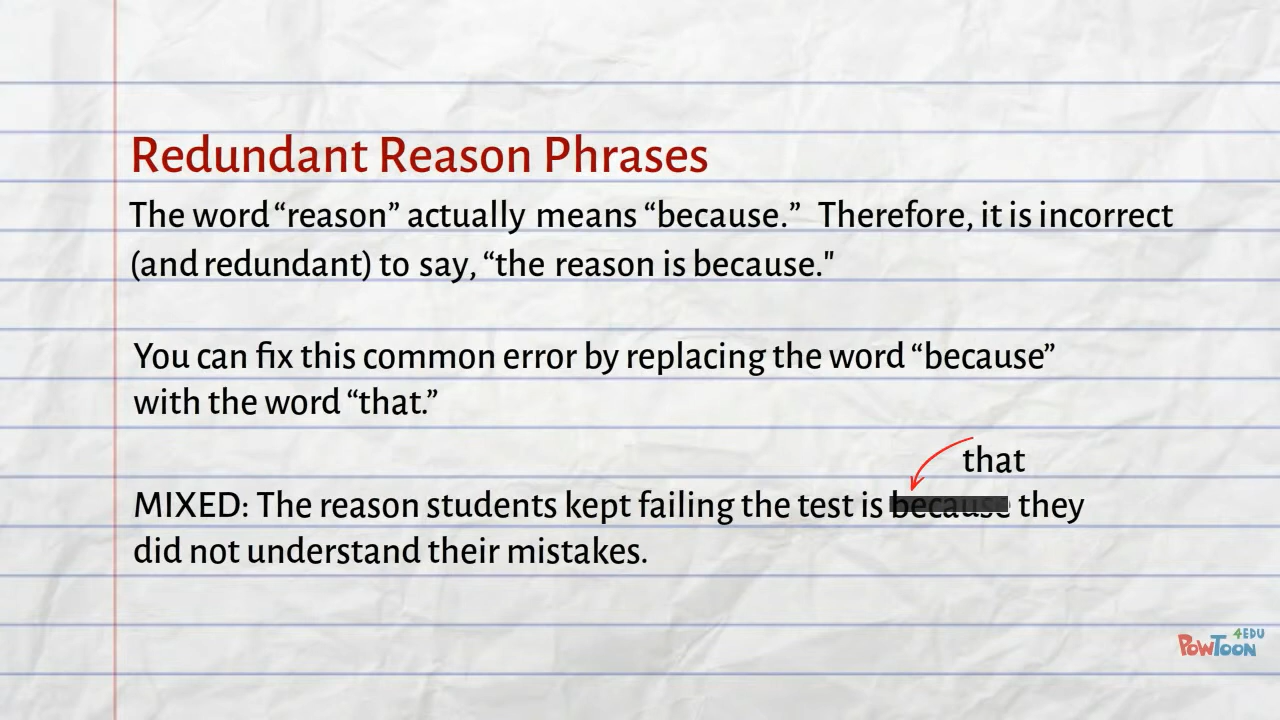 Redundant Reason Phrases
The word “reason” actually means “because.” Therefore, it is incorrect
(and redundant) to say, “the reason is because."
You can fix this common error by replacing the word “because”
with the word “that.”
that
MIXED: The reason students kept failing the test is because they
did not understand their mistakes.
4EDU
PowToon